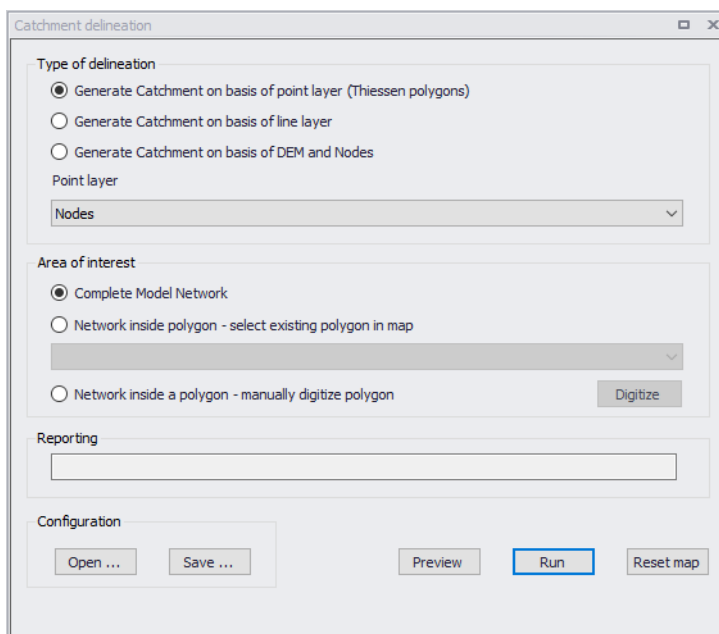 Catchment delineation
Type of delineation
Generate Catchment on basis of point layer (Thiessen polygons)
Generate Catchment on basis of line layer
Generate Catchment on basis of DEM and Nodes
Point layer
Nodes
Area of interest
Complete Model Network
Network inside polygon - select existing polygon in map
Network inside a polygon - manually digitize polygon Digitize
Reporting
Configuration
Open ... Save ... Preview Run Reset map